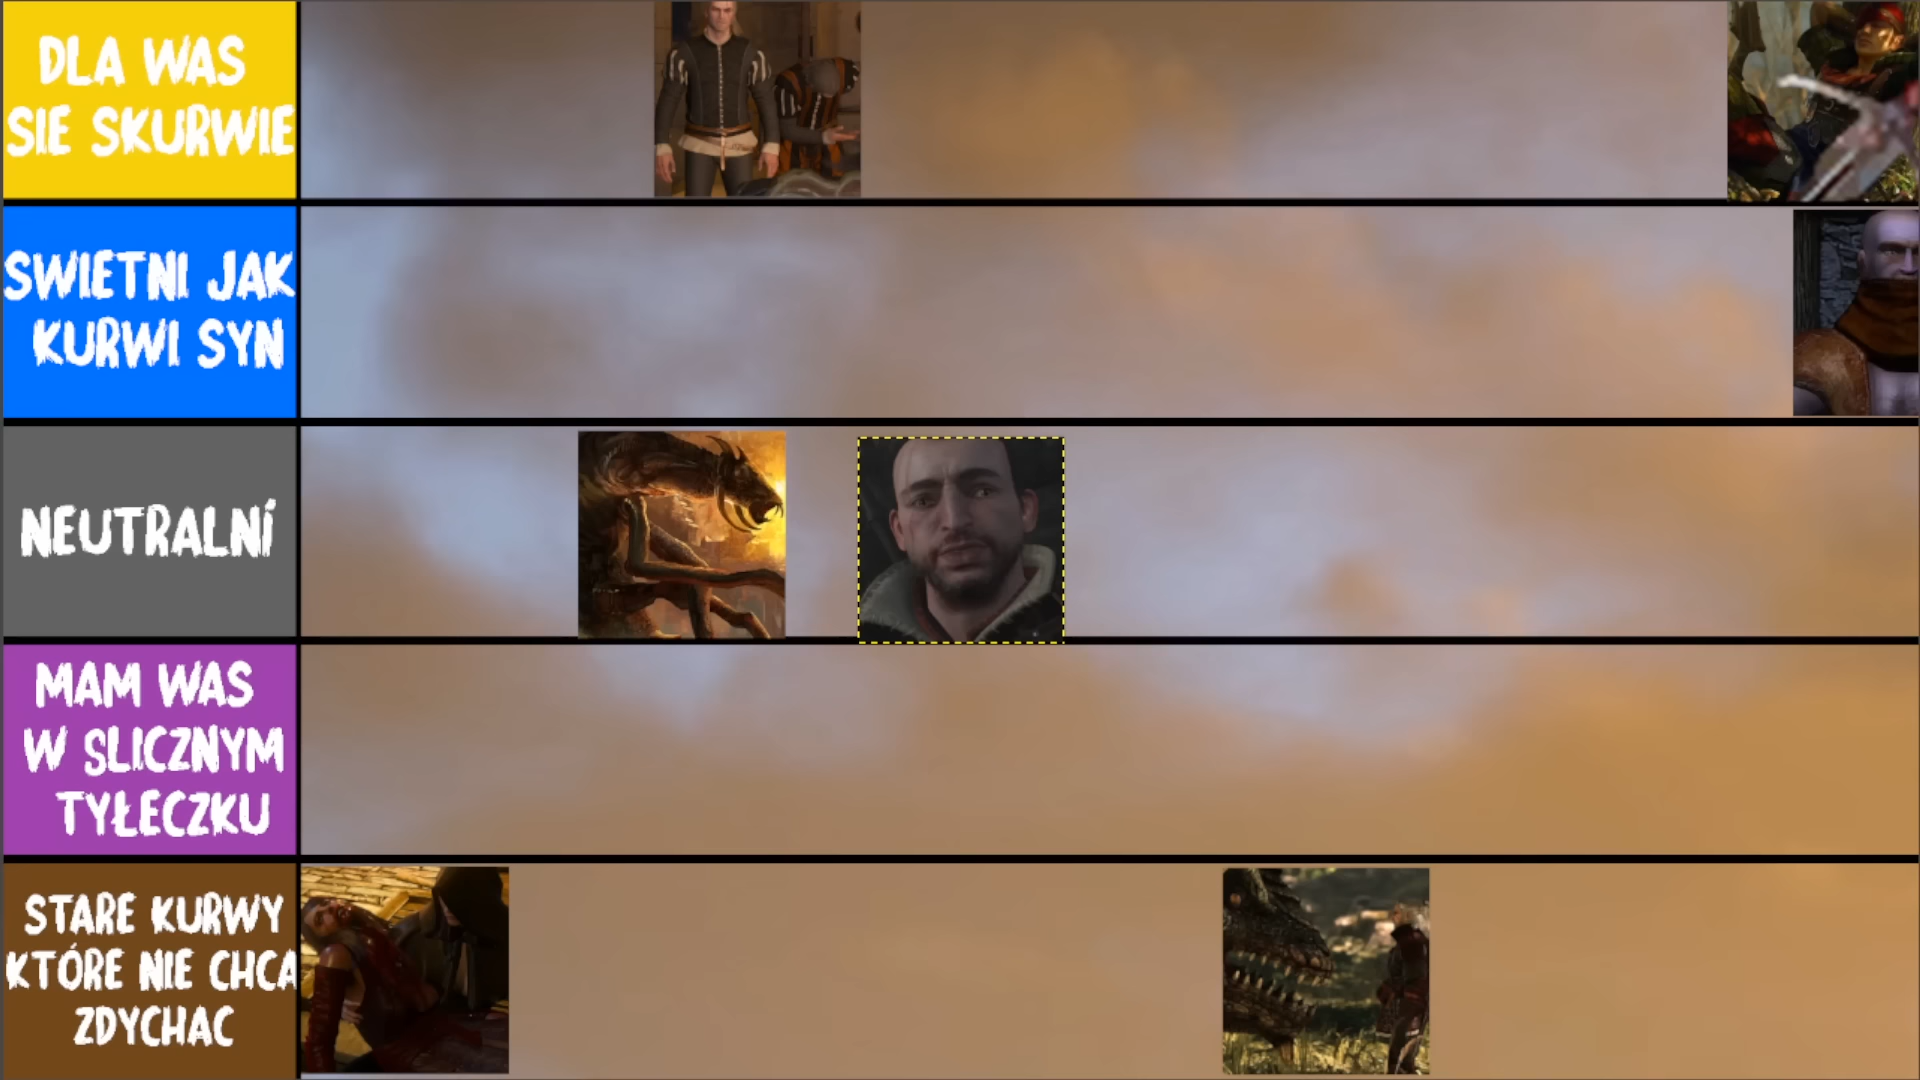 DLA WAS
SIE SKURWIE
SWIETNI JAK
KURWI SYN
NEUTRALNÍ
MAM WAS
W SLICZNYM
TYŁECZKU
STARE KURWY
KTÓRE NIE CHCA
ZDYCHAC